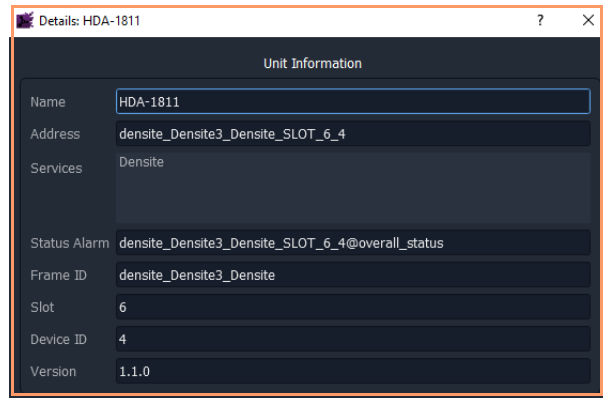 Details: HDA-1811 ? ×
Unit Information
Name HDA-1811
Address densite_Densite3_Densite_SLOT_6_4
Services Densite
Status Alarm densite_Densite3_Densite_SLOT_6_4@overall_status
Frame ID densite_Densite3_Densite
Slot 6
Device ID 4
Version 1.1.0